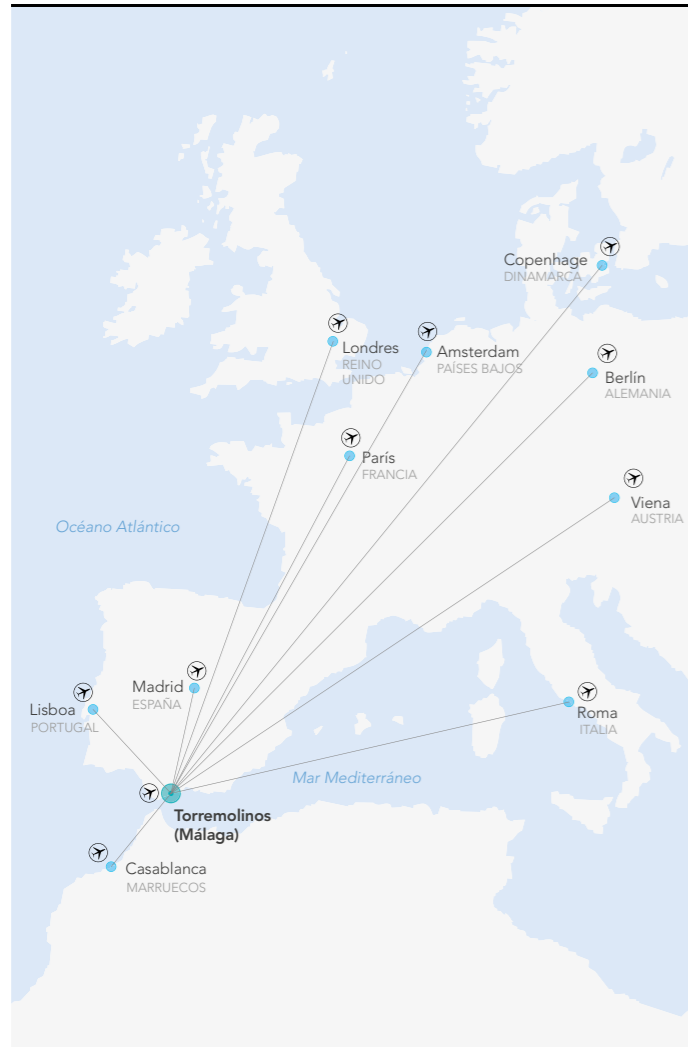 Copenhage
DINAMARCA
Londres
REINO
UNIDO
Amsterdam
PAÍSES BAJOS
Berlín
ALEMANIA
París
FRANCIA
Viena
AUSTRIA
Océano Atlántico
Madrid
ESPAÑA
Lisboa
PORTUGAL
Roma
ITALIA
Mar Mediterráneo
Torremolinos
(Málaga)
Casablanca
MARRUECOS